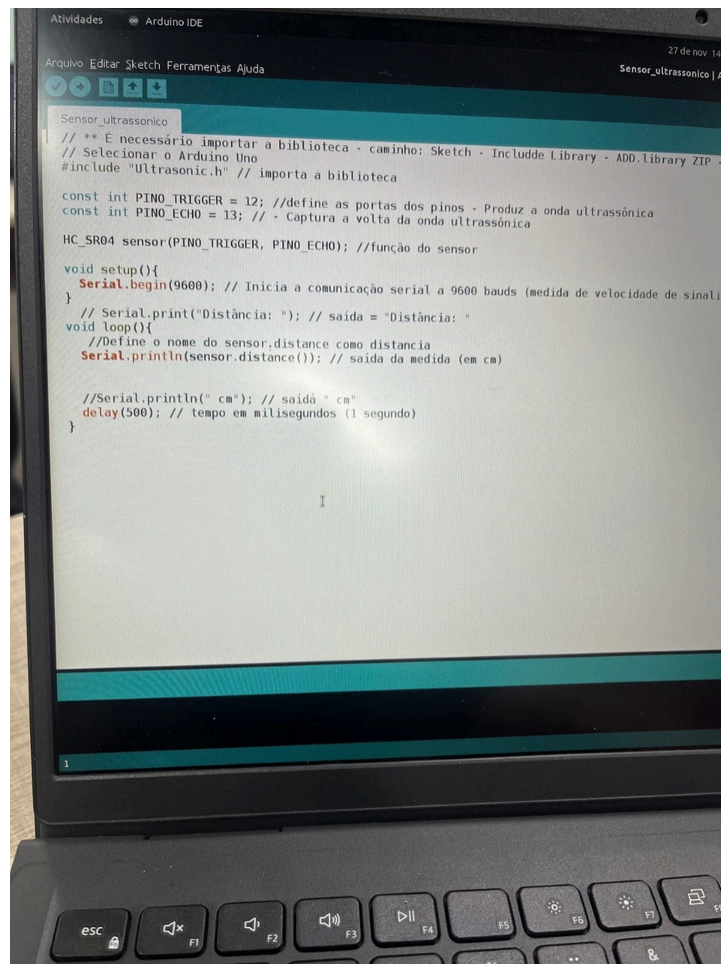 Atividades
Arduino IDE
27 de nov 14
Arquivo Editar Sketch Ferramentas Ajuda
Sensor_ultrassonico | A
Sensor_ultrassonico
// ** É necessário importar a biblioteca - caminho: Sketch - Includde Library - ADD.library ZIP -
// Selecionar o Arduino Uno
#include "Ultrasonic.h" // importa a biblioteca
const int PINO_TRIGGER = 12; //define as portas dos pinos - Produz a onda ultrassônica
const int PINO_ECHO = 13; // - Captura a volta da onda ultrassônica
HC_SR04 sensor(PINO_TRIGGER, PINO_ECHO); //função do sensor
void setup(){
Serial.begin(9600); // Inicia a comunicação serial a 9600 bauds (medida de velocidade de sinali
}
// Serial.print("Distância: "); // saída = "Distância: "
void loop(){
//Define o nome do sensor.distance como distancia
Serial.println(sensor.distance()); // saída da medida (em cm)
//Serial.println(" cm"); // saída " cm"
delay(500); // tempo em milisegundos (1 segundo)
}
1
esc
F1
F2
F3
F4
F5
F6
F7
&